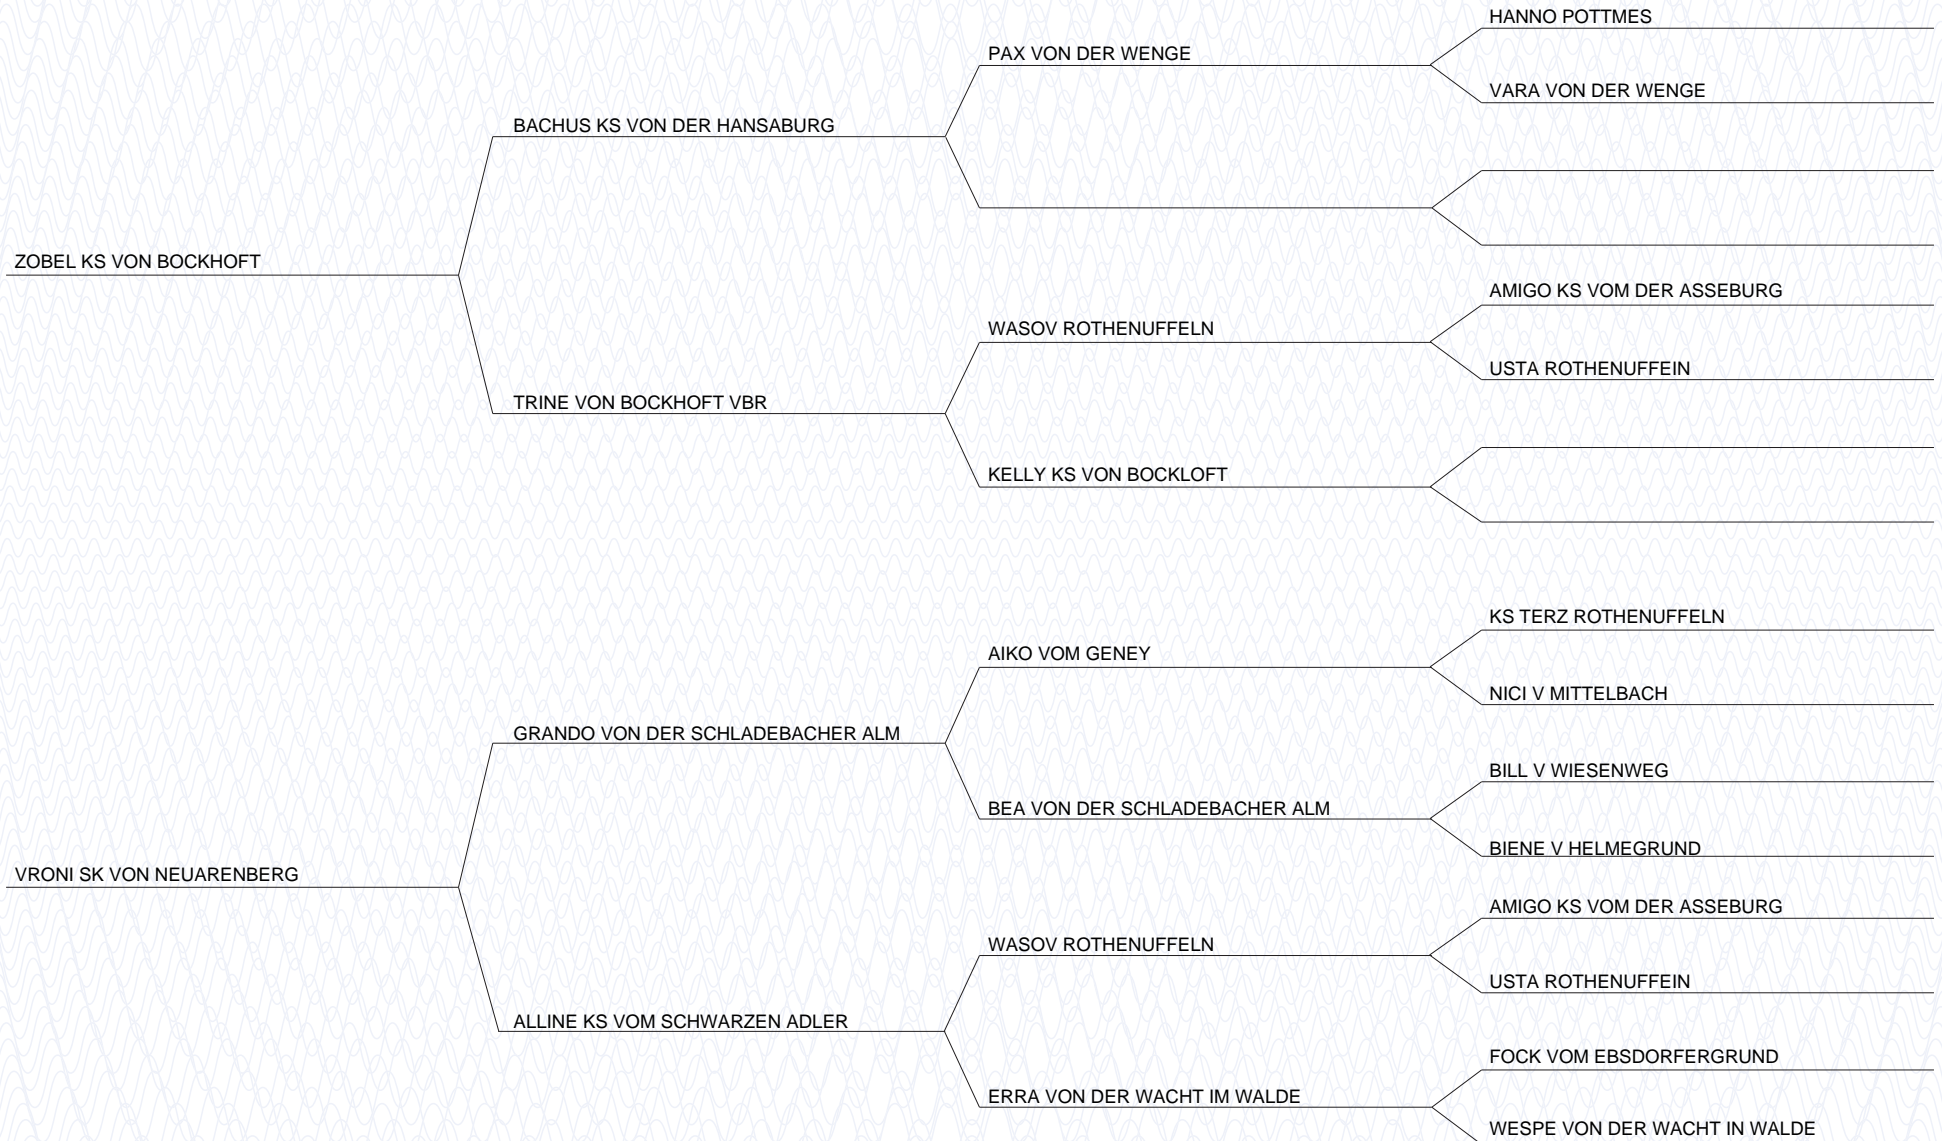 HANNO POTTMES
PAX VON DER WENGE
VARA VON DER WENGE
BACHUS KS VON DER HANSABURG
ZOBEL KS VON BOCKHOFT
AMIGO KS VOM DER ASSEBURG
WASOV ROTHENUFFELN
USTA ROTHENUFFEIN
TRINE VON BOCKHOFT VBR
KELLY KS VON BOCKLOFT
KS TERZ ROTHENUFFELN
AIKO VOM GENEY
NICI V MITTELBACH
GRANDO VON DER SCHLADEBACHER ALM
BILL V WIESENWEG
BEA VON DER SCHLADEBACHER ALM
BIENE V HELMEGRUND
VRONI SK VON NEUARENBERG
AMIGO KS VOM DER ASSEBURG
WASOV ROTHENUFFELN
USTA ROTHENUFFEIN
ALLINE KS VOM SCHWARZEN ADLER
FOCK VOM EBSDORFERGRUND
ERRA VON DER WACHT IM WALDE
WESPE VON DER WACHT IN WALDE